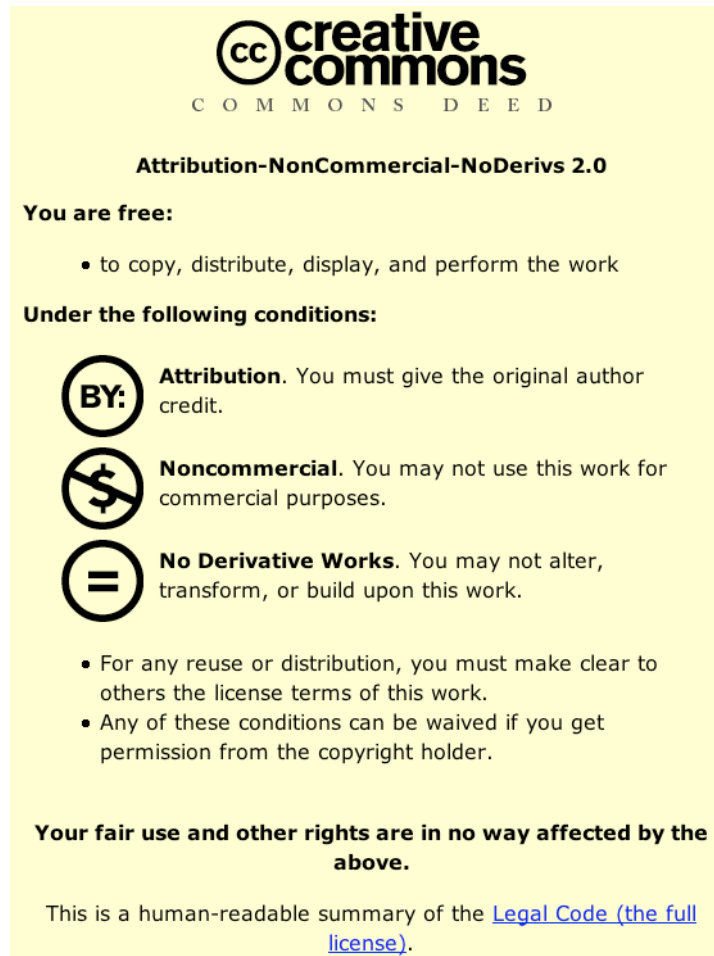 cc creative
commons
COMMONS DEED
Attribution-NonCommercial-NoDerivs 2.0
You are free:
• to copy, distribute, display, and perform the work
Under the following conditions:
BY:
Attribution. You must give the original author
credit.
$
Noncommercial. You may not use this work for
commercial purposes.
=
No Derivative Works. You may not alter,
transform, or build upon this work.
• For any reuse or distribution, you must make clear to
others the license terms of this work.
• Any of these conditions can be waived if you get
permission from the copyright holder.
Your fair use and other rights are in no way affected by the
above.
This is a human-readable summary of the Legal Code (the full
license).